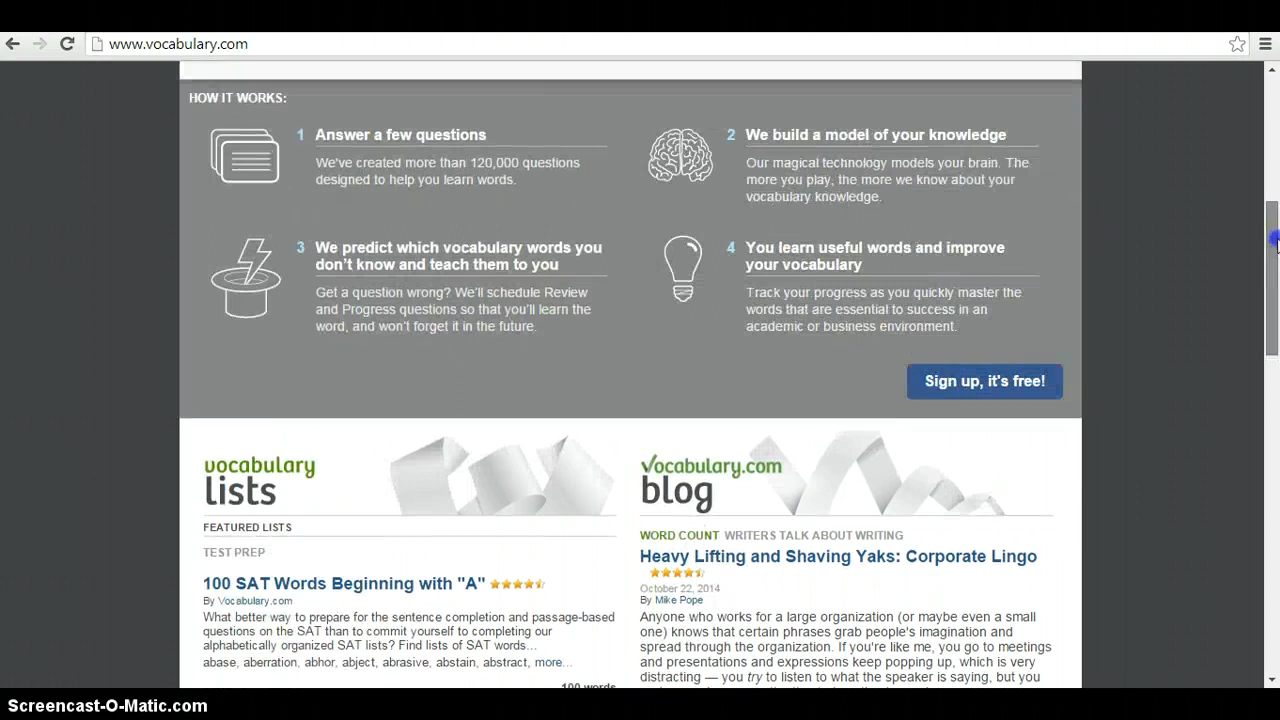 www.vocabulary.com
HOW IT WORKS:
1 Answer a few questions
We've created more than 120,000 questions
designed to help you learn words.
2 We build a model of your knowledge
Our magical technology models your brain. The
more you play, the more we know about your
vocabulary knowledge.
3 We predict which vocabulary words you
don't know and teach them to you
Get a question wrong? We'll schedule Review
and Progress questions so that you'll learn the
word, and won't forget it in the future.
4 You learn useful words and improve
your vocabulary
Track your progress as you quickly master the
words that are essential to success in an
academic or business environment.
Sign up, it's free!
vocabulary
lists
FEATURED LISTS
TEST PREP
100 SAT Words Beginning with "A"
By Vocabulary.com
What better way to prepare for the sentence completion and passage-based
questions on the SAT than to commit yourself to completing our
alphabetically organized SAT lists? Find lists of SAT words...
abase, aberration, abhor, abject, abrasive, abstain, abstract, more...
100 words
vocabulary.com
blog
WORD COUNT WRITERS TALK ABOUT WRITING
Heavy Lifting and Shaving Yaks: Corporate Lingo
October 22, 2014
By Mike Pope
Anyone who works for a large organization (or maybe even a small
one) knows that certain phrases grab people's imagination and
spread through the organization. If you're like me, you go to meetings
and presentations and expressions keep popping up, which is very
distracting — you try to listen to what the speaker is saying, but you
Screencast-O-Matic.com